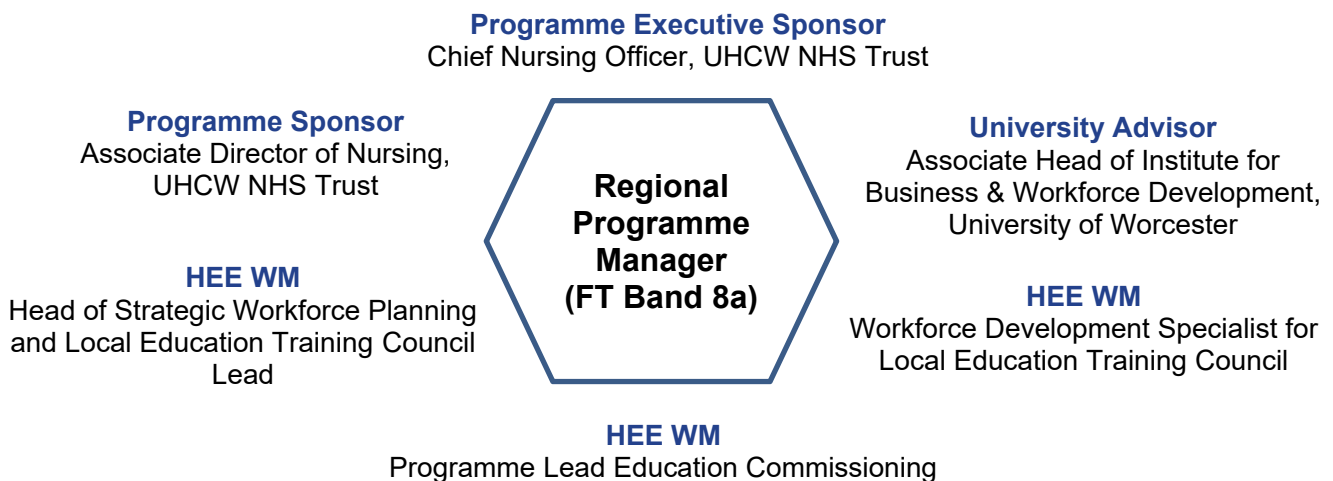 Programme Executive Sponsor
Chief Nursing Officer, UHCW NHS Trust
Programme Sponsor
Associate Director of Nursing,
UHCW NHS Trust
University Advisor
Associate Head of Institute for
Business & Workforce Development,
University of Worcester
Regional
Programme
Manager
(FT Band 8a)
HEE WM
Head of Strategic Workforce Planning
and Local Education Training Council
Lead
HEE WM
Workforce Development Specialist for
Local Education Training Council
HEE WM
Programme Lead Education Commissioning